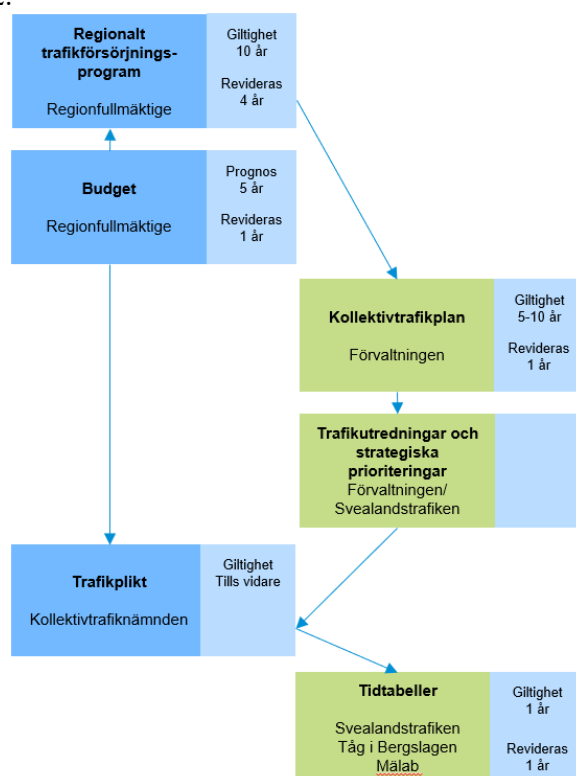 Regionalt
trafikförsörjnings-
program
Regionfullmäktige
Giltighet
10 år
Revideras
4 år
Budget
Regionfullmäktige
Prognos
5 år
Revideras
1 år
Kollektivtrafikplan
Förvaltningen
Giltighet
5-10 år
Revideras
1 år
Trafikutredningar och
strategiska
prioriteringar
Förvaltningen/
Svealandstrafiken
Trafikplikt
Kollektivtrafiknämnden
Giltighet
Tills vidare
Tidtabeller
Svealandstrafiken
Tåg i Bergslagen
Mälab
Giltighet
1 år
Revideras
1 år